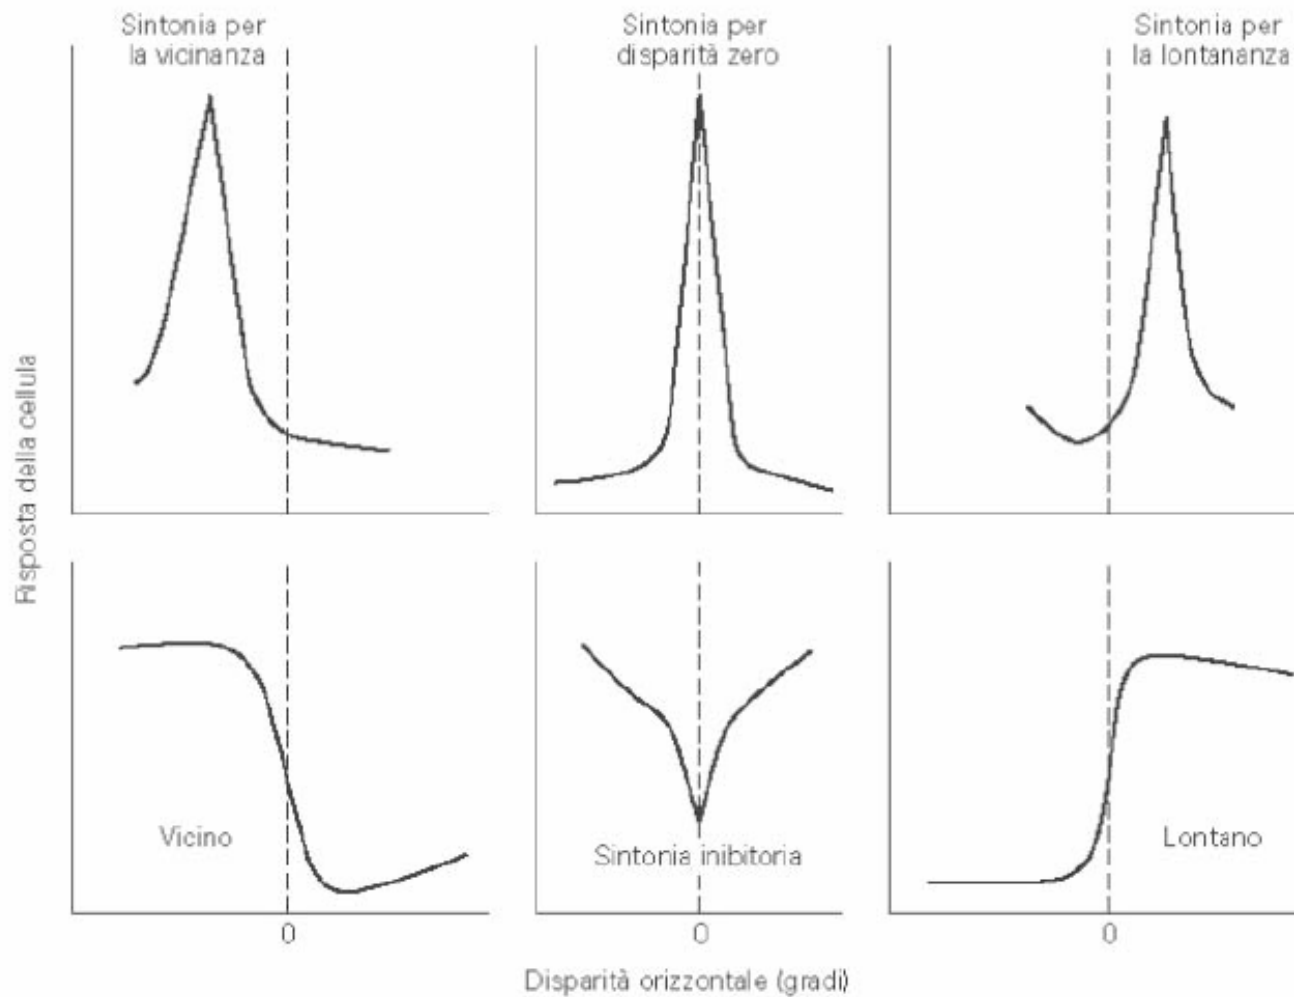 Sintonia per
la vicinanza
Sintonia per
disparità zero
Sintonia per
la lontananza
Risposta della cellula
Vicino
Sintonia inibitoria
Lontano
0
0
0
Disparità orizzontale (gradi)